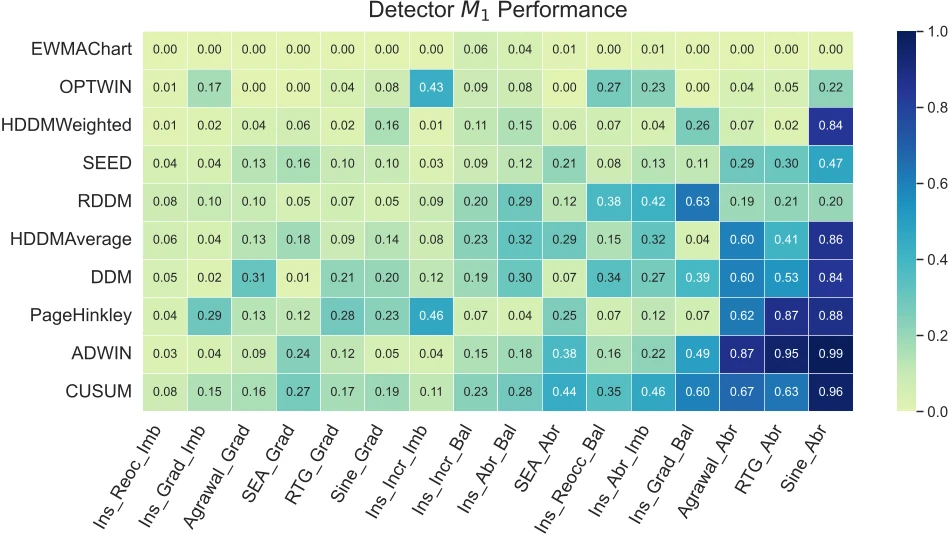 Detector M₁ Performance
EWMAChart 0.00 0.00 0.00 0.00 0.00 0.00 0.00 0.06 0.04 0.01 0.00 0.01 0.00 0.00 0.00 0.00
OPTWIN 0.01 0.17 0.00 0.00 0.04 0.08 0.43 0.09 0.08 0.00 0.27 0.23 0.00 0.04 0.05 0.22
HDDMWeighted 0.01 0.02 0.04 0.06 0.02 0.16 0.01 0.11 0.15 0.06 0.07 0.04 0.26 0.07 0.02 0.84
SEED 0.04 0.04 0.13 0.16 0.10 0.10 0.03 0.09 0.12 0.21 0.08 0.13 0.11 0.29 0.30 0.47
RDDM 0.08 0.10 0.10 0.05 0.07 0.05 0.09 0.20 0.29 0.12 0.38 0.42 0.63 0.19 0.21 0.20
HDDMAverage 0.06 0.04 0.13 0.18 0.09 0.14 0.08 0.23 0.32 0.29 0.15 0.32 0.04 0.60 0.41 0.86
DDM 0.05 0.02 0.31 0.01 0.21 0.20 0.12 0.19 0.30 0.07 0.34 0.27 0.39 0.60 0.53 0.84
PageHinkley 0.04 0.29 0.13 0.12 0.28 0.23 0.46 0.07 0.04 0.25 0.07 0.12 0.07 0.62 0.87 0.88
ADWIN 0.03 0.04 0.09 0.24 0.12 0.05 0.04 0.15 0.18 0.38 0.16 0.22 0.49 0.87 0.95 0.99
CUSUM 0.08 0.15 0.16 0.27 0.17 0.19 0.11 0.23 0.28 0.44 0.35 0.46 0.60 0.67 0.63 0.96
Ins_Reoc_Imb
Ins_Grad_Imb
Agrawal_Grad
SEA_Grad
RTG_Grad
Sine_Grad
Ins_Incr_Imb
Ins_Incr_Bal
Ins_Abr_Bal
SEA_Abr
Ins_Reocc_Bal
Ins_Abr_Imb
Ins_Grad_Bal
Agrawal_Abr
RTG_Abr
Sine_Abr
1.0
0.8
0.6
0.4
0.2
0.0